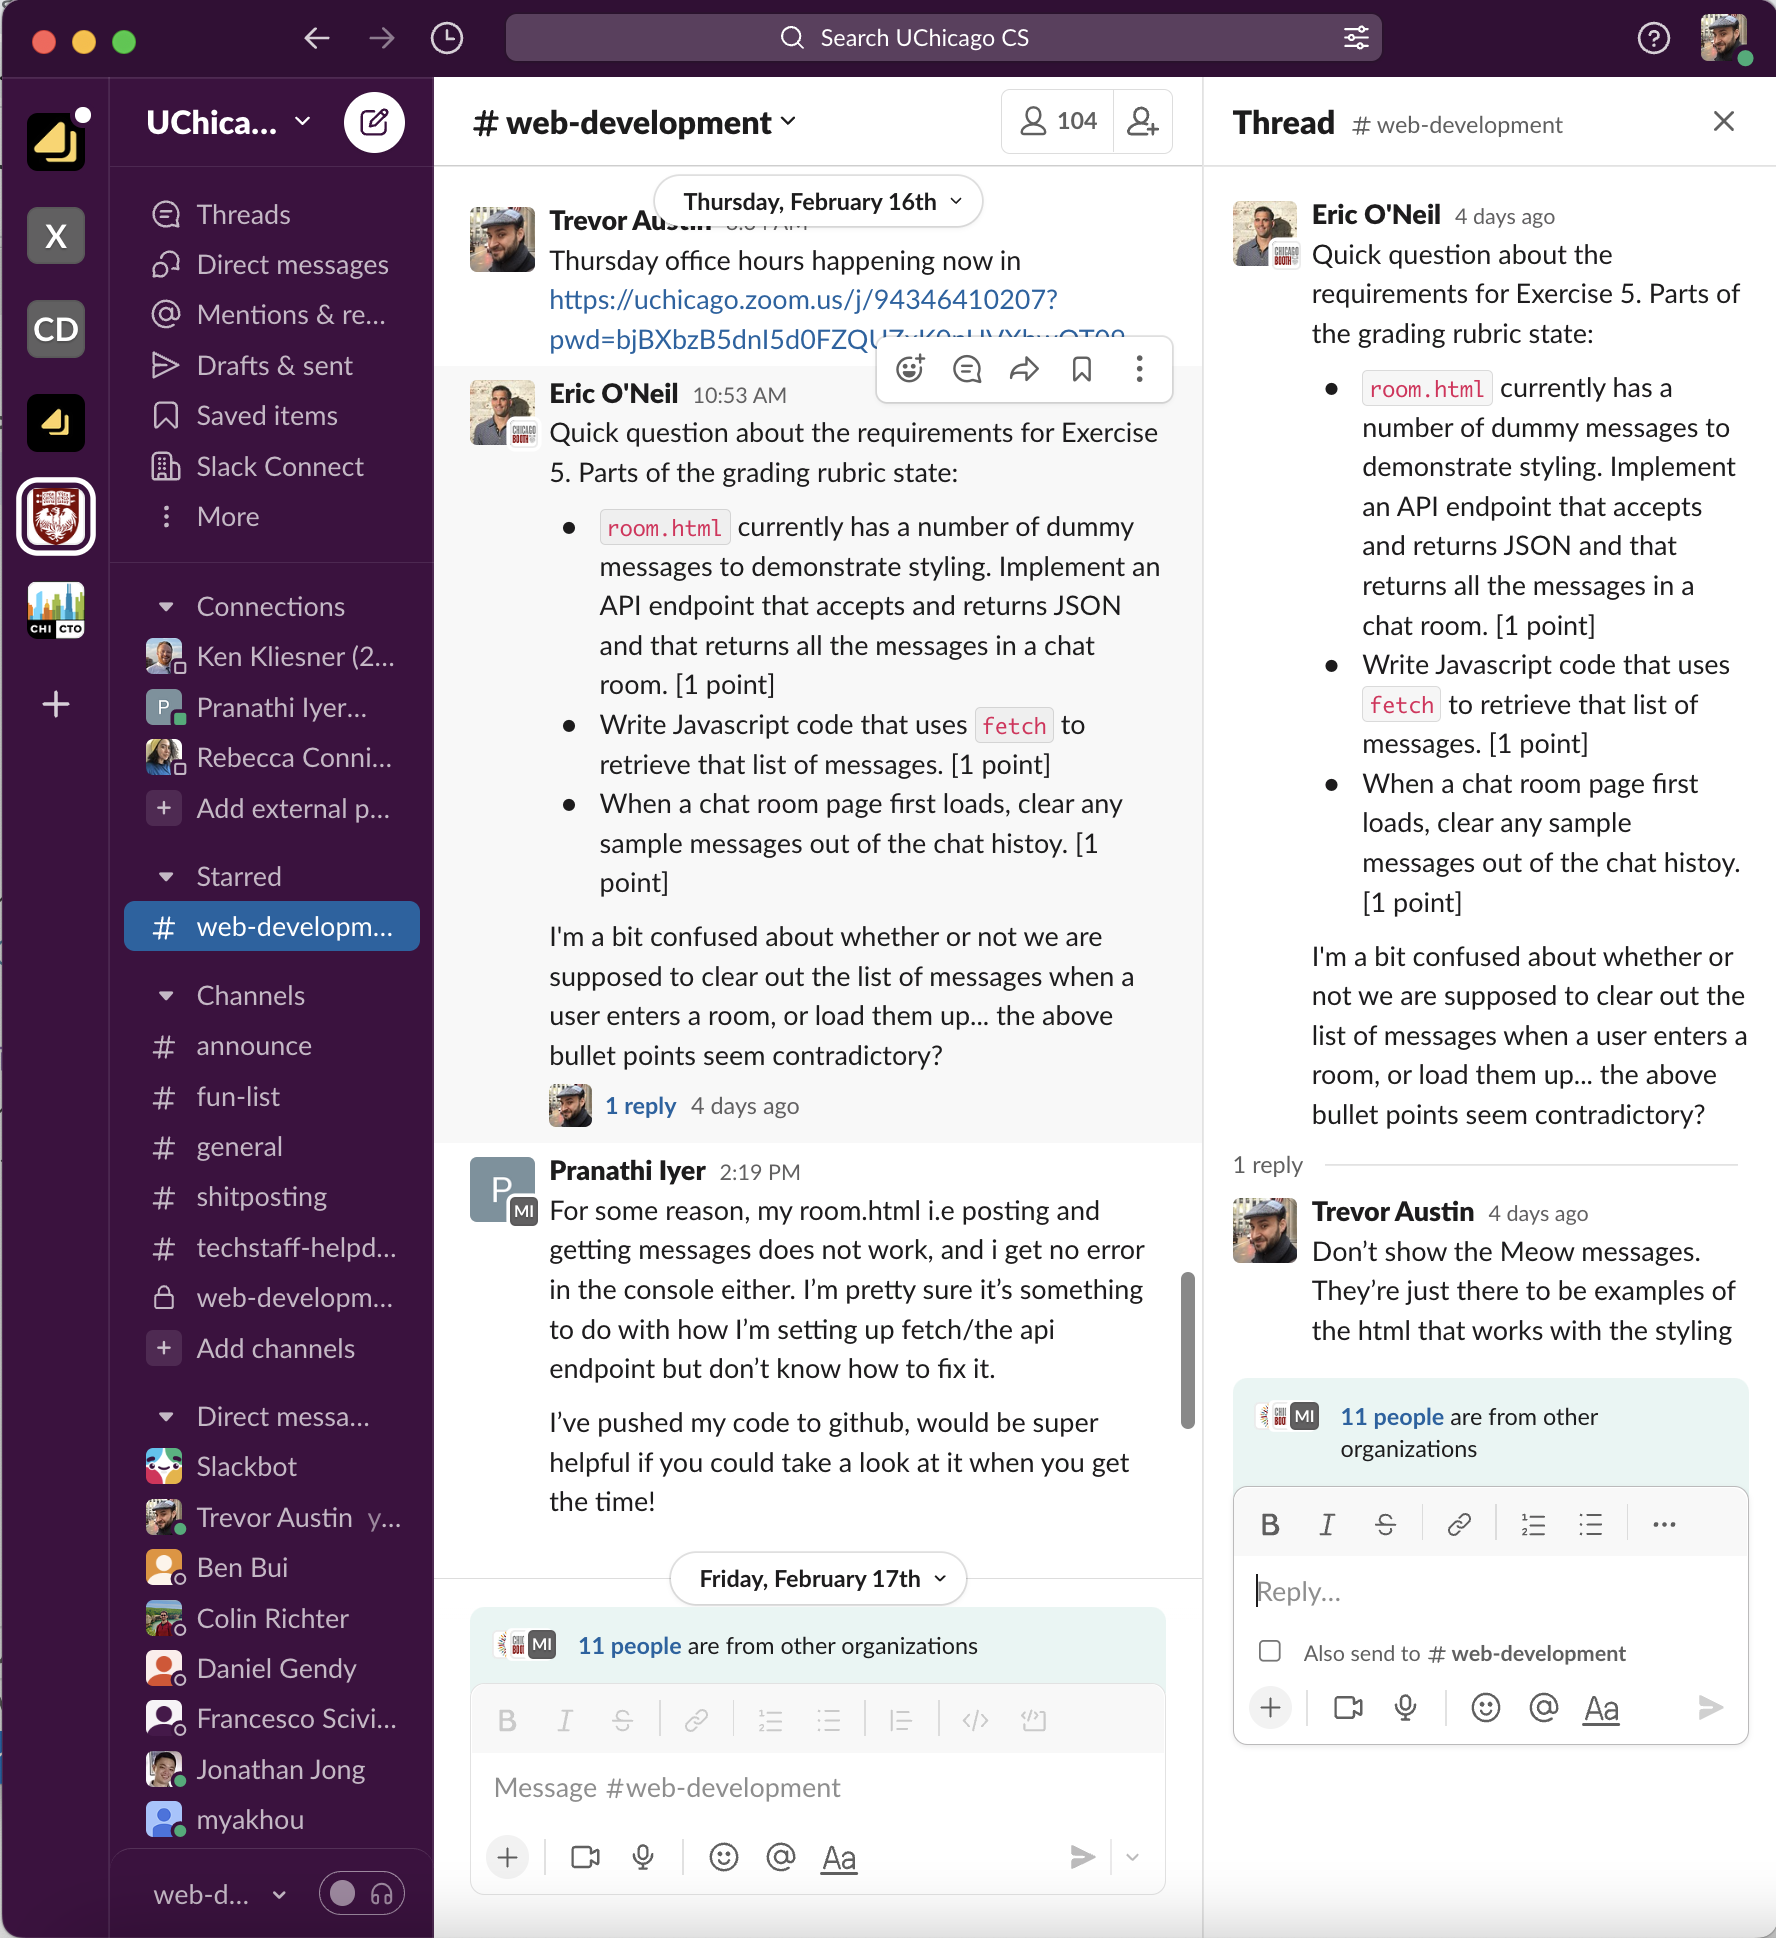 Search UChicago CS
UChica...
X
CD
CHI CTO
Threads
Direct messages
Mentions & re...
Drafts & sent
Saved items
Slack Connect
More
Connections
Ken Kliesner (2...
P Pranathi Iyer...
Rebecca Conni...
+ Add external p...
Starred
# web-developm...
Channels
# announce
# fun-list
# general
# shitposting
# techstaff-helpd...
web-developm...
+ Add channels
Direct messa...
Slackbot
Trevor Austin y...
Ben Bui
Colin Richter
Daniel Gendy
Francesco Scivi...
Jonathan Jong
myakhou
web-d...
# web-development
104
Thursday, February 16th
Trevor Austin
Thursday office hours happening now in
https://uchicago.zoom.us/j/94346410207?
Eric O'Neil 10:53 AM
CHICAGO BOOTH
Quick question about the requirements for Exercise
5. Parts of the grading rubric state:
• room.html currently has a number of dummy
messages to demonstrate styling. Implement an
API endpoint that accepts and returns JSON
and that returns all the messages in a chat
room. [1 point]
• Write Javascript code that uses fetch to
retrieve that list of messages. [1 point]
• When a chat room page first loads, clear any
sample messages out of the chat histoy. [1
point]
I'm a bit confused about whether or not we are
supposed to clear out the list of messages when a
user enters a room, or load them up... the above
bullet points seem contradictory?
1 reply 4 days ago
P MI
Pranathi Iyer 2:19 PM
For some reason, my room.html i.e posting and
getting messages does not work, and i get no error
in the console either. I’m pretty sure it’s something
to do with how I’m setting up fetch/the api
endpoint but don’t know how to fix it.
I’ve pushed my code to github, would be super
helpful if you could take a look at it when you get
the time!
Friday, February 17th
MI 11 people are from other organizations
B I S
Message #web-development
+ @ Aa
Thread # web-development
Eric O'Neil 4 days ago
CHICAGO BOOTH
Quick question about the
requirements for Exercise 5. Parts of
the grading rubric state:
• room.html currently has a
number of dummy messages to
demonstrate styling. Implement
an API endpoint that accepts
and returns JSON and that
returns all the messages in a
chat room. [1 point]
• Write Javascript code that uses
fetch to retrieve that list of
messages. [1 point]
• When a chat room page first
loads, clear any sample
messages out of the chat histoy.
[1 point]
I'm a bit confused about whether or
not we are supposed to clear out the
list of messages when a user enters a
room, or load them up... the above
bullet points seem contradictory?
1 reply
Trevor Austin 4 days ago
Don’t show the Meow messages.
They’re just there to be examples of
the html that works with the styling
MI 11 people are from other
organizations
B I S
Reply...
Also send to # web-development
+ @ Aa